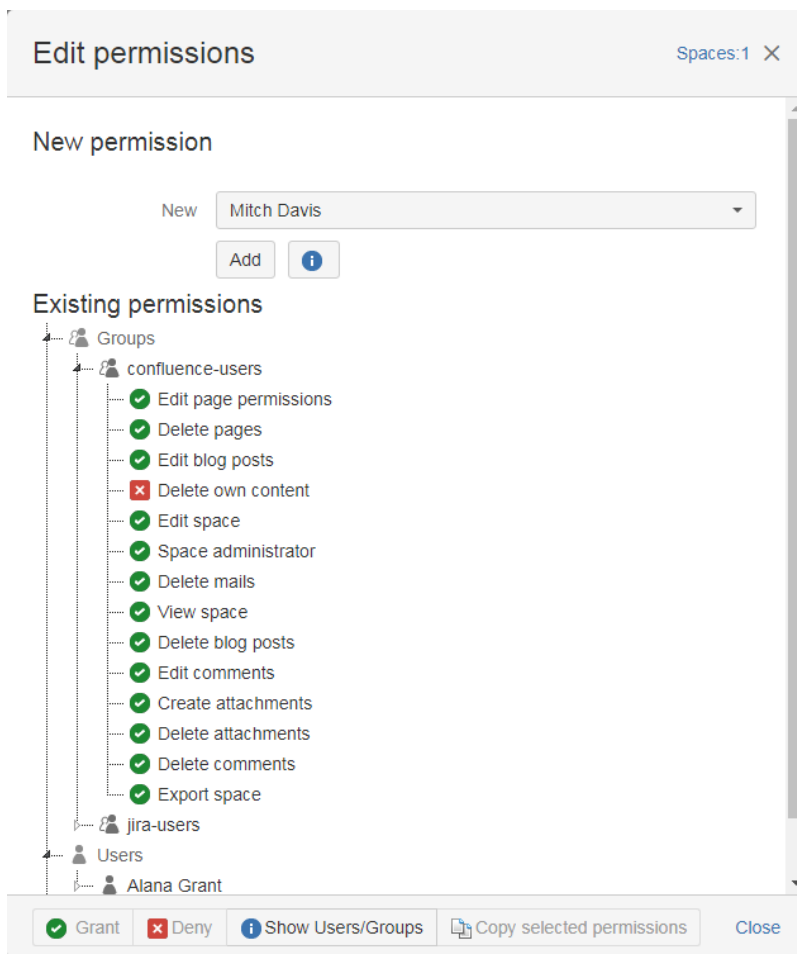 Edit permissions
Spaces:1
New permission
New Mitch Davis
Add
Existing permissions
Groups
confluence-users
Edit page permissions
Delete pages
Edit blog posts
Delete own content
Edit space
Space administrator
Delete mails
View space
Delete blog posts
Edit comments
Create attachments
Delete attachments
Delete comments
Export space
jira-users
Users
Alana Grant
Grant Deny Show Users/Groups Copy selected permissions Close